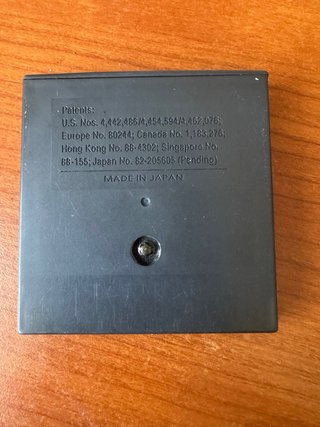 Patents:
U.S. Nos. 4,442,486/4,454,594/4,462,076;
Europe No. 80244; Canada No. 1,183,276;
Hong Kong No. 88-4302; Singapore No.
88-155; Japan No. 82-205605 (Pending)
MADE IN JAPAN